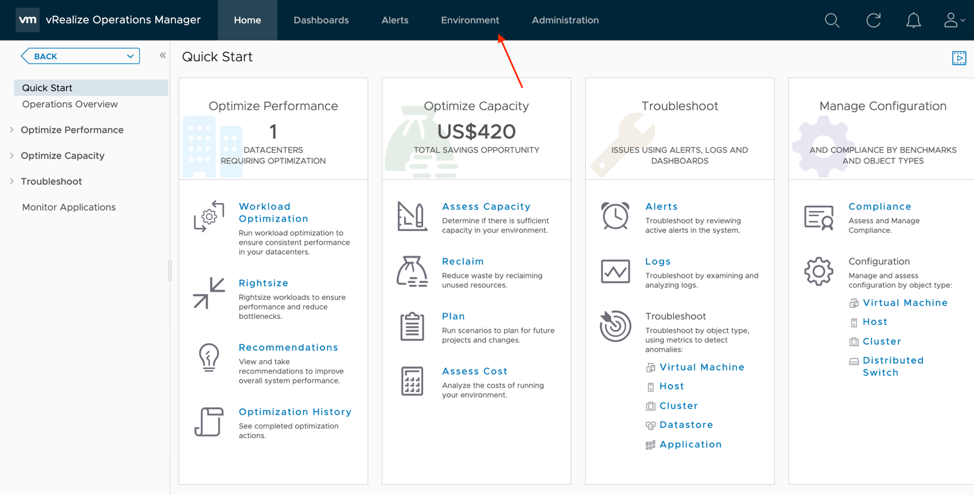 vm vRealize Operations Manager Home Dashboards Alerts Environment Administration
BACK
Quick Start
Operations Overview
Optimize Performance
Optimize Capacity
Troubleshoot
Monitor Applications
Quick Start
Optimize Performance
1
DATACENTERS
REQUIRING OPTIMIZATION
Workload
Optimization
Run workload optimization to
ensure consistent performance
in your datacenters.
Rightsize
Rightsize workloads to ensure
performance and reduce
bottlenecks.
Recommendations
View and take
recommendations to improve
overall system performance.
Optimization History
See completed optimization
actions.
Optimize Capacity
US$420
TOTAL SAVINGS OPPORTUNITY
Assess Capacity
Determine if there is sufficient
capacity in your environment.
Reclaim
Reduce waste by reclaiming
unused resources.
Plan
Run scenarios to plan for future
projects and changes.
Assess Cost
Analyze the costs of running
your environment.
Troubleshoot
ISSUES USING ALERTS, LOGS AND
DASHBOARDS
Alerts
Troubleshoot by reviewing
active alerts in the system.
Logs
Troubleshoot by examining and
analyzing logs.
Troubleshoot
Troubleshoot by object type,
using metrics to detect
anomalies:
Virtual Machine
Host
Cluster
Datastore
Application
Manage Configuration
AND COMPLIANCE BY BENCHMARKS
AND OBJECT TYPES
Compliance
Assess and Manage
Compliance.
Configuration
Manage and assess
configuration by object type:
Virtual Machine
Host
Cluster
Distributed
Switch